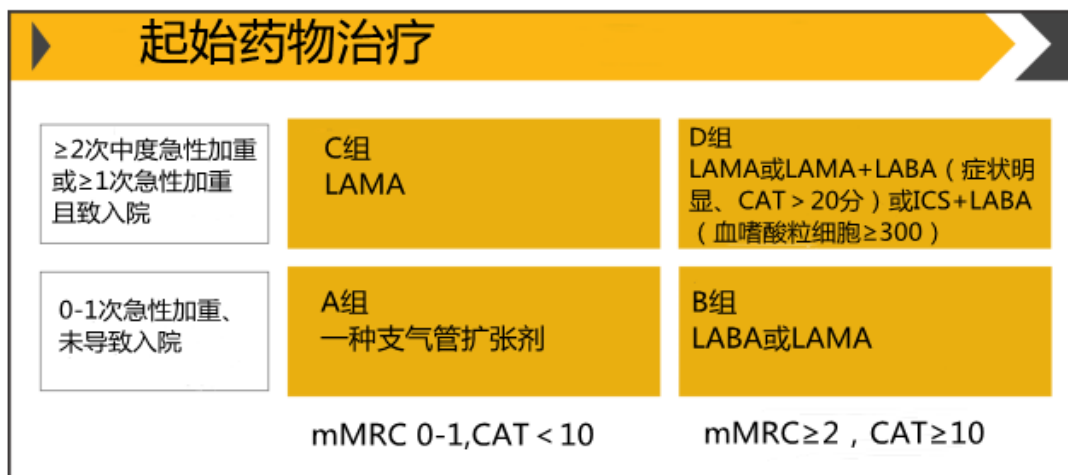 起始药物治疗
≥2次中度急性加重
或≥1次急性加重
且致入院
C组
LAMA
D组
LAMA或LAMA+LABA（症状明
显、CAT＞20分）或ICS+LABA
（血嗜酸粒细胞≥300）
0-1次急性加重、
未导致入院
A组
一种支气管扩张剂
B组
LABA或LAMA
mMRC 0-1,CAT＜10
mMRC≥2，CAT≥10